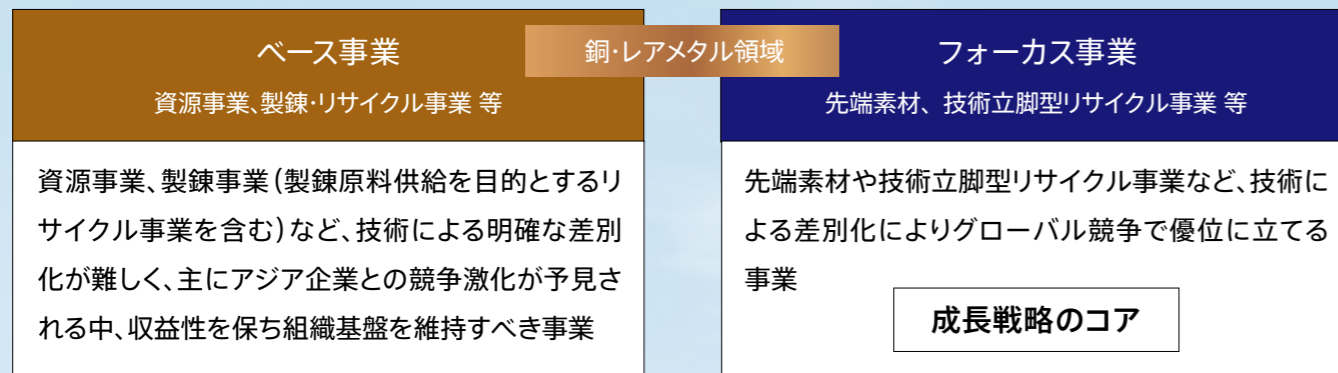 ベース事業
資源事業、製錬・リサイクル事業 等
銅・レアメタル領域
フォーカス事業
先端素材、技術立脚型リサイクル事業 等
資源事業、製錬事業(製錬原料供給を目的とするリ
サイクル事業を含む)など、技術による明確な差別
化が難しく、主にアジア企業との競争激化が予見さ
れる中、収益性を保ち組織基盤を維持すべき事業
先端素材や技術立脚型リサイクル事業など、技術に
よる差別化によりグローバル競争で優位に立てる
事業
成長戦略のコア